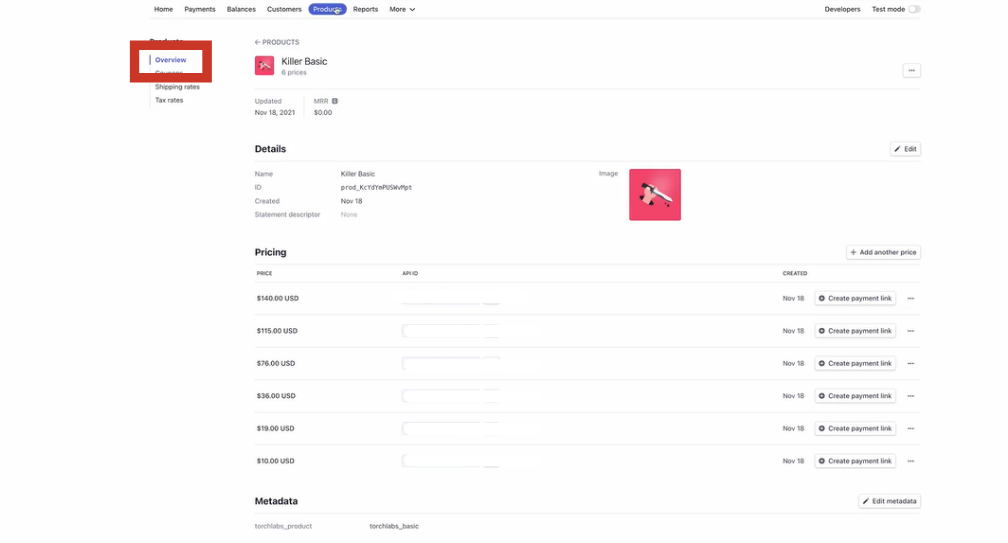 Home Payments Balances Customers Products Reports More Developers Test mode
Products
Overview
Coupons
Shipping rates
Tax rates
← PRODUCTS
Killer Basic
6 prices
Updated MRR
Nov 18, 2021 $0.00
Details Edit
Name Killer Basic Image
ID prod_KcYdYmPUSWvMpt
Created Nov 18
Statement descriptor None
Pricing + Add another price
PRICE API ID CREATED
$140.00 USD Nov 18 Create payment link
$115.00 USD Nov 18 Create payment link
$76.00 USD Nov 18 Create payment link
$36.00 USD Nov 18 Create payment link
$19.00 USD Nov 18 Create payment link
$10.00 USD Nov 18 Create payment link
Metadata Edit metadata
torchlabs_product torchlabs_basic